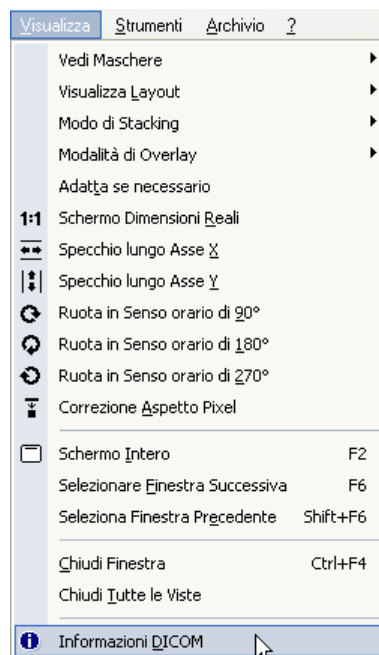 Visualizza Strumenti Archivio ?
Vedi Maschere
Visualizza Layout
Modo di Stacking
Modalità di Overlay
Adatta se necessario
1:1 Schermo Dimensioni Reali
Specchio lungo Asse X
Specchio lungo Asse Y
Ruota in Senso orario di 90°
Ruota in Senso orario di 180°
Ruota in Senso orario di 270°
Correzione Aspetto Pixel
Schermo Intero F2
Selezionare Finestra Successiva F6
Seleziona Finestra Precedente Shift+F6
Chiudi Finestra Ctrl+F4
Chiudi Tutte le Viste
Informazioni DICOM